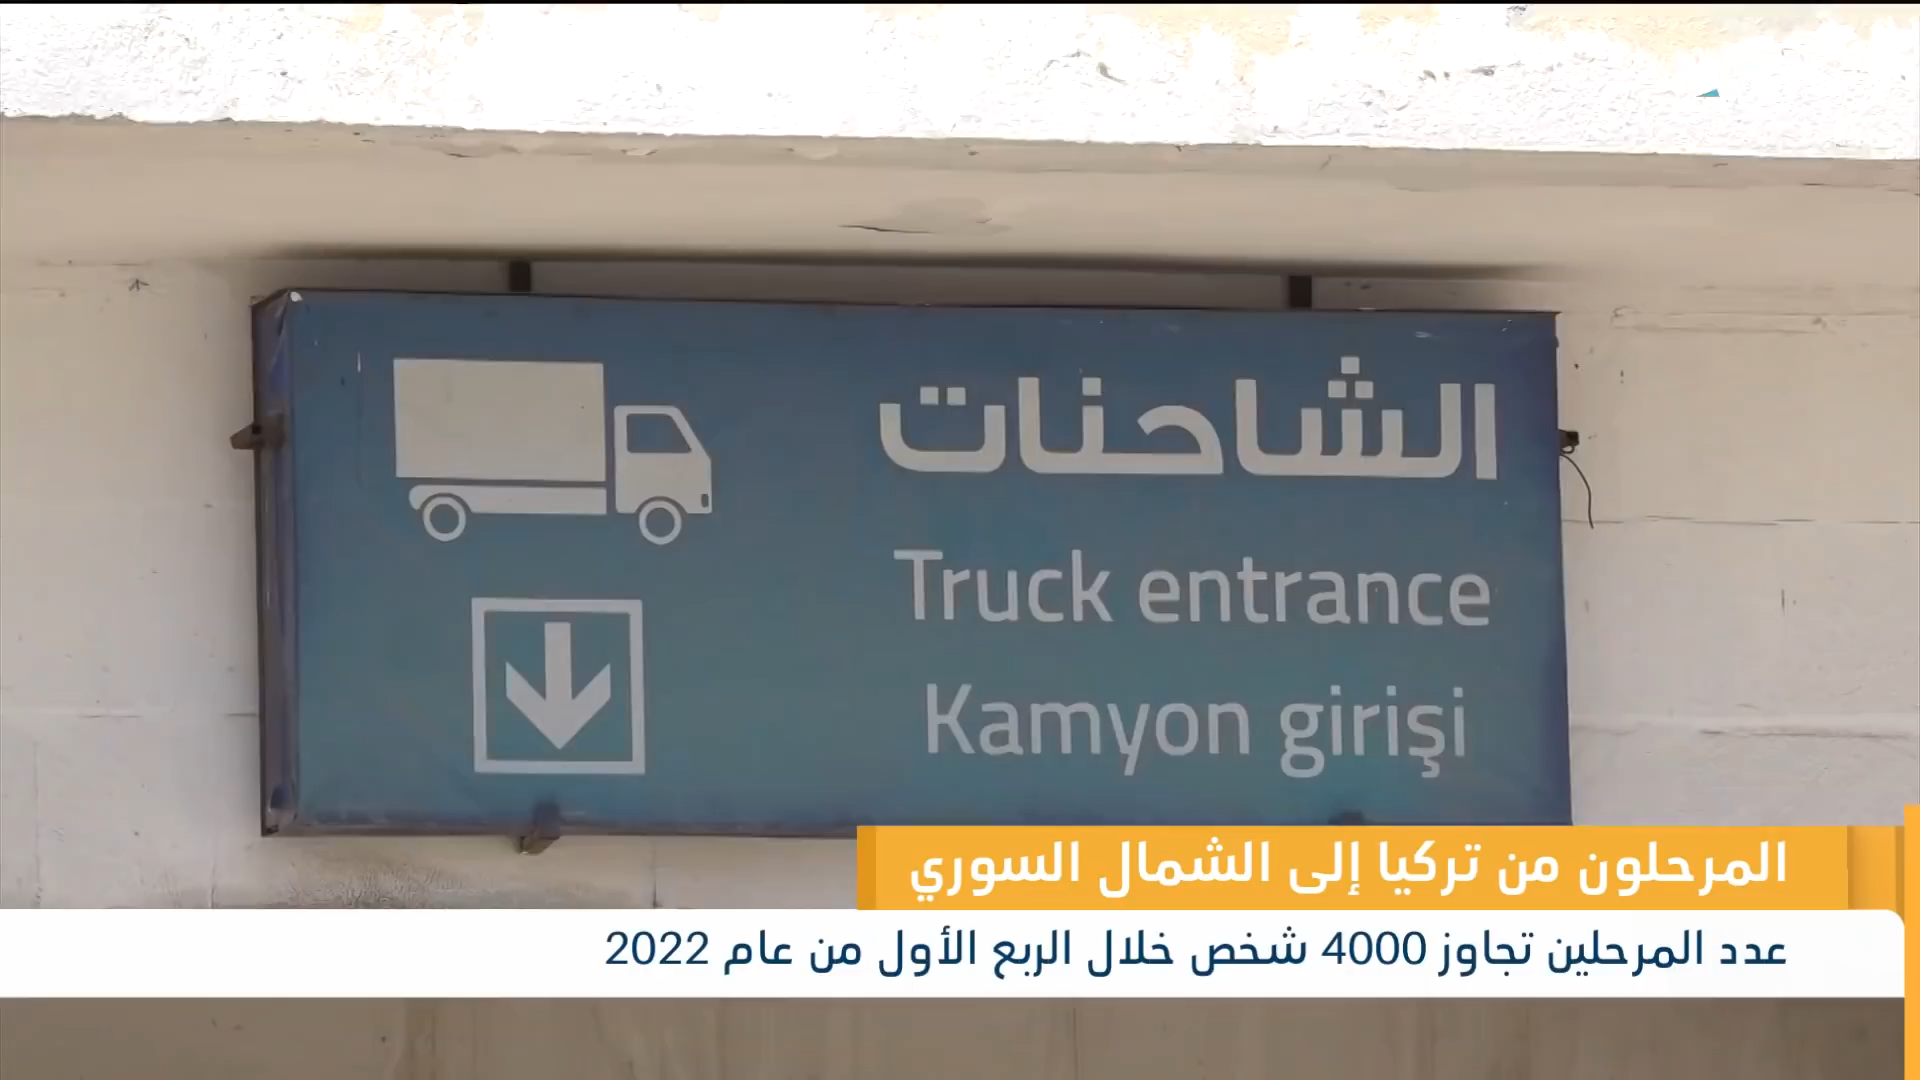 الشاحنات
Truck entrance
Kamyon girişi
المرحلون من تركيا إلى الشمال السوري
عدد المرحلين تجاوز 4000 شخص خلال الربع الأول من عام 2022